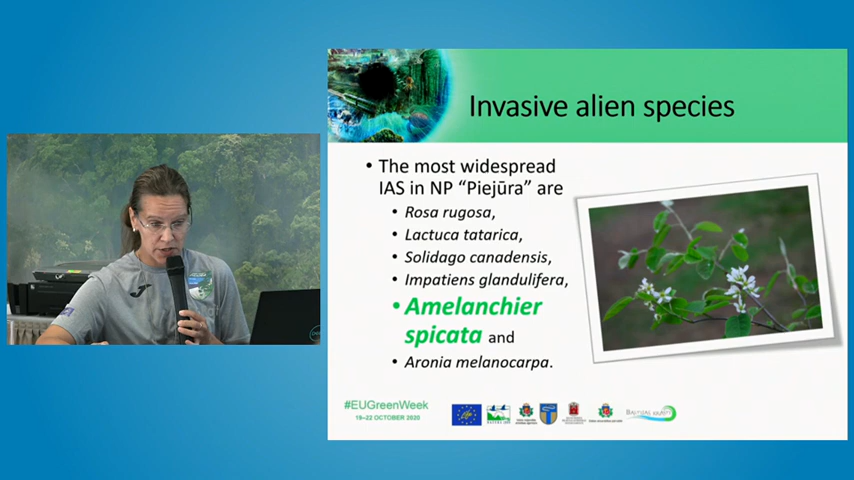 Invasive alien species
• The most widespread
IAS in NP “Piejūra” are
• Rosa rugosa,
• Lactuca tatarica,
• Solidago canadensis,
• Impatiens glandulifera,
• Amelanchier
spicata and
• Aronia melanocarpa.
#EUGreenWeek
19–22 OCTOBER 2020